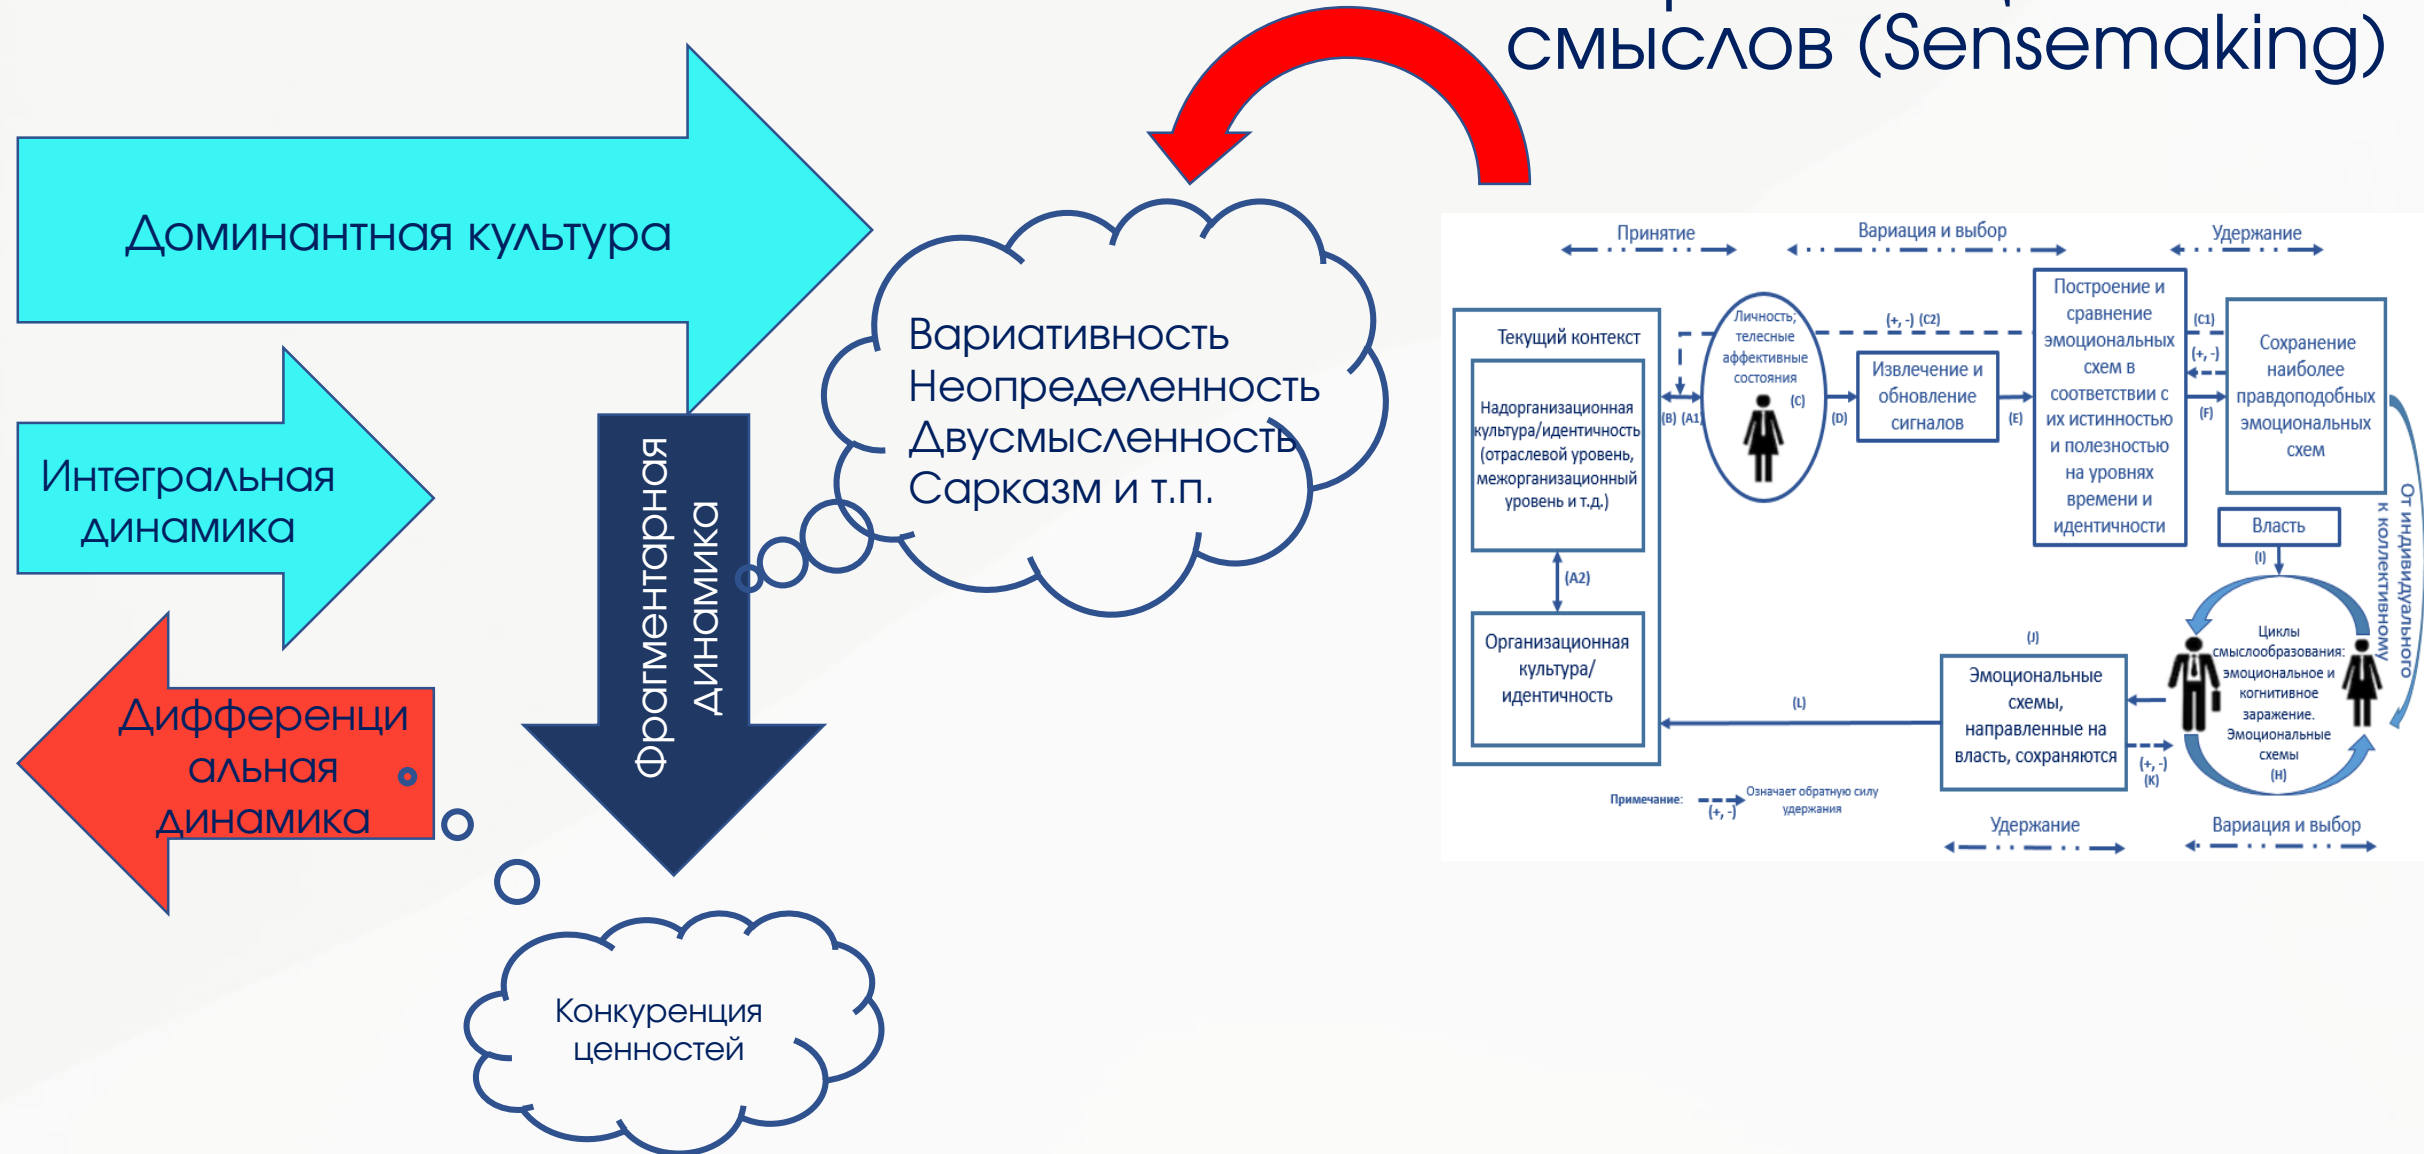 смыслов (Sensemaking)
Доминантная культура
Интегральная
динамика
Дифференци
альная
динамика
Фрагментарная
динамика
Вариативность
Неопределенность
Двусмысленность
Сарказм и т.п.
Конкуренция
ценностей
Принятие
Вариация и выбор
Удержание
Текущий контекст
Надорганизационная
культура/идентичность
(отраслевой уровень,
межорганизационный
уровень и т.д.)
(A2)
Организационная
культура/
идентичность
(B) (A1)
Личность;
телесные
аффективные
состояния
(C)
(+, -) (C2)
(D)
Извлечение и
обновление
сигналов
(E)
Построение и
сравнение
эмоциональных
схем в
соответствии с
их истинностью
и полезностью
на уровнях
времени и
идентичности
(C1)
(+, -)
(F)
Сохранение
наиболее
правдоподобных
эмоциональных
схем
От индивидуального
к коллективному
Власть
(I)
Циклы
смыслообразования:
эмоциональное и
когнитивное
заражение.
Эмоциональные
схемы
(H)
(J)
Эмоциональные
схемы,
направленные на
власть, сохраняются
(+, -)
(K)
(L)
Примечание:
(+, -)
Означает обратную силу
удержания
Удержание
Вариация и выбор